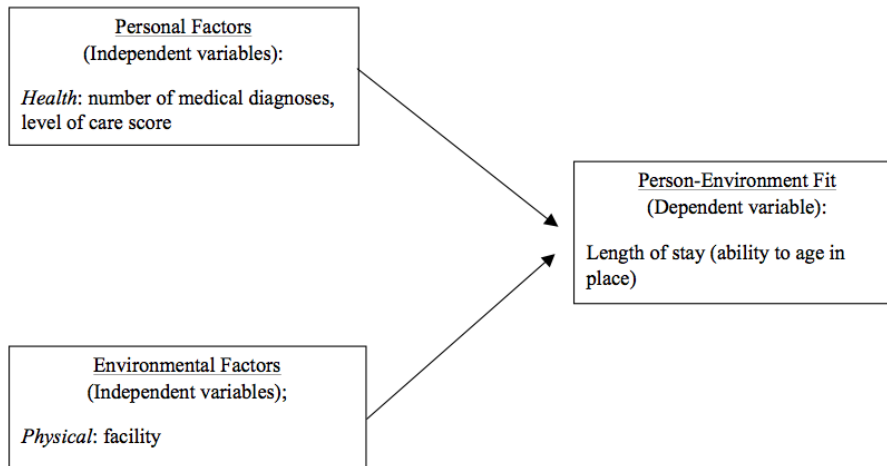 Personal Factors
(Independent variables):
Health: number of medical diagnoses,
level of care score
Person-Environment Fit
(Dependent variable):
Length of stay (ability to age in
place)
Environmental Factors
(Independent variables);
Physical: facility